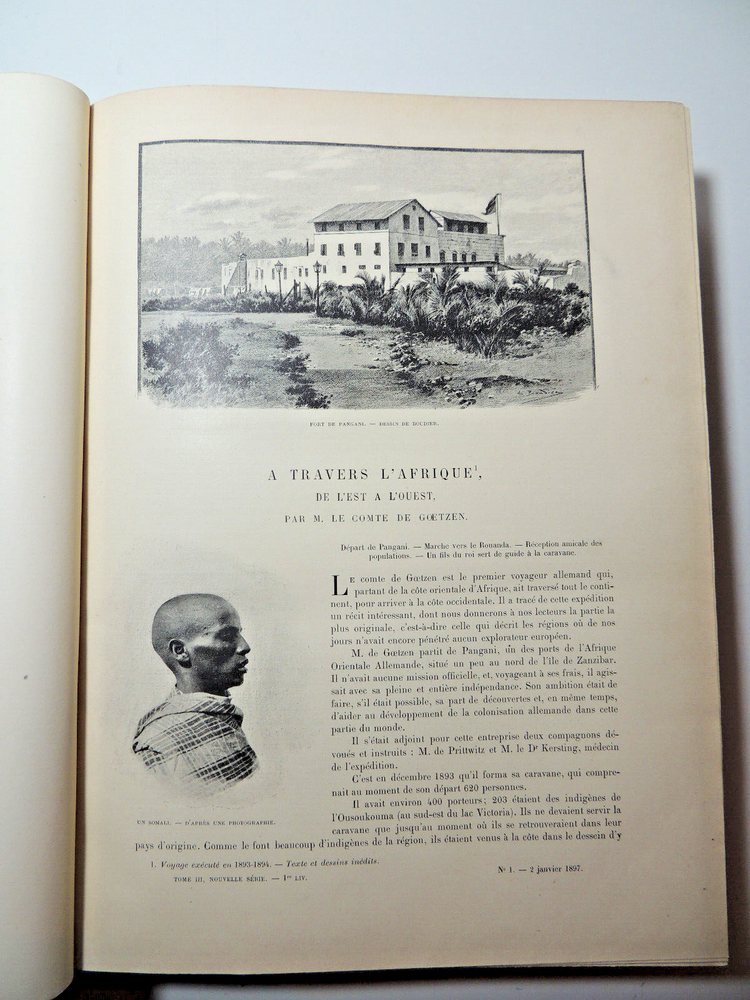 FORT DE PANGANI. — DESSIN DE BOUDIER.
A TRAVERS L'AFRIQUE¹,
DE L'EST A L'OUEST,
PAR M. LE COMTE DE GŒTZEN.
Départ de Pangani. — Marche vers le Rouanda. — Réception amicale des
populations. — Un fils du roi sert de guide à la caravane.
LE comte de Gœtzen est le premier voyageur allemand qui,
partant de la côte orientale d'Afrique, ait traversé tout le conti-
nent, pour arriver à la côte occidentale. Il a tracé de cette expédition
un récit intéressant, dont nous donnerons à nos lecteurs la partie la
plus originale, c'est-à-dire celle qui décrit les régions où de nos
jours n'avait encore pénétré aucun explorateur européen.
M. de Gœtzen partit de Pangani, un des ports de l'Afrique
Orientale Allemande, situé un peu au nord de l'île de Zanzibar.
Il n'avait aucune mission officielle, et, voyageant à ses frais, il agis-
sait avec sa pleine et entière indépendance. Son ambition était de
faire, s'il était possible, sa part de découvertes et, en même temps,
d'aider au développement de la colonisation allemande dans cette
partie du monde.
Il s'était adjoint pour cette entreprise deux compagnons dé-
voués et instruits : M. de Prittwitz et M. le Dr Kersting, médecin
de l'expédition.
C'est en décembre 1893 qu'il forma sa caravane, qui compre-
nait au moment de son départ 620 personnes.
Il avait environ 400 porteurs; 203 étaient des indigènes de
l'Ousoukouma (au sud-est du lac Victoria). Ils ne devaient servir la
caravane que jusqu'au moment où ils se retrouveraient dans leur
pays d'origine. Comme le font beaucoup d'indigènes de la région, ils étaient venus à la côte dans le dessein d'y
UN SOMALI. — D'APRÈS UNE PHOTOGRAPHIE.
1. Voyage exécuté en 1893-1894. — Texte et dessins inédits.
TOME III, NOUVELLE SÉRIE. — 1re LIV.
N° 1. — 2 janvier 1897.